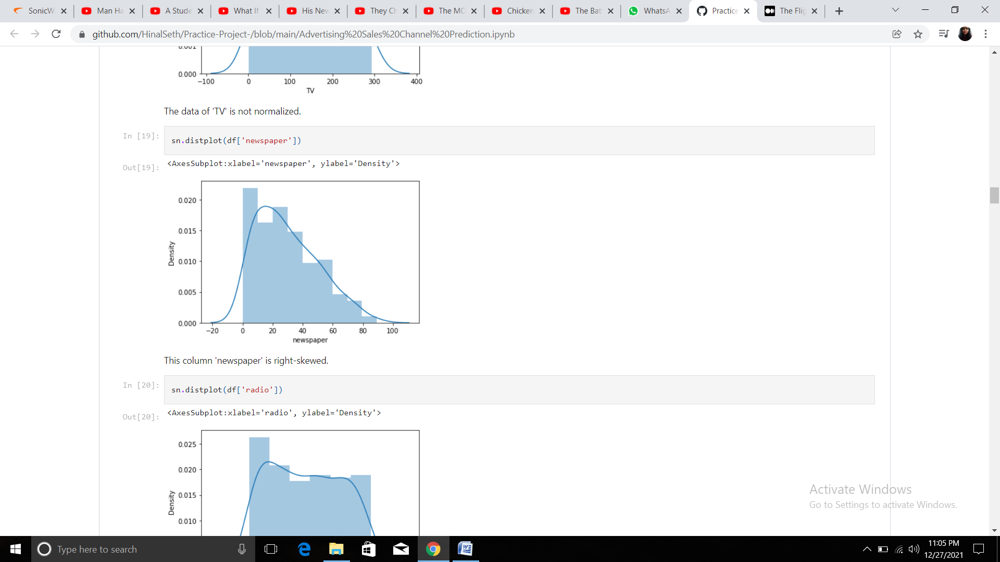 SonicW
Man Ha
A Stude
What If
His New
They Ch
The MO
Chicken
The Bat
WhatsA
Practice
The Flig
github.com/HinalSeth/Practice-Project-/blob/main/Advertising%20Sales%20Channel%20Prediction.ipynb
0.001
0.000
−100 0 100 200 300 400
TV
The data of 'TV' is not normalized.
In [19]:
sn.distplot(df['newspaper'])
Out[19]:
<AxesSubplot:xlabel='newspaper', ylabel='Density'>
0.020
0.015
0.010
0.005
0.000
Density
−20 0 20 40 60 80 100
newspaper
This column 'newspaper' is right-skewed.
In [20]:
sn.distplot(df['radio'])
Out[20]:
<AxesSubplot:xlabel='radio', ylabel='Density'>
0.025
0.020
0.015
0.010
Density
Activate Windows
Go to Settings to activate Windows.
Type here to search
11:05 PM
12/27/2021